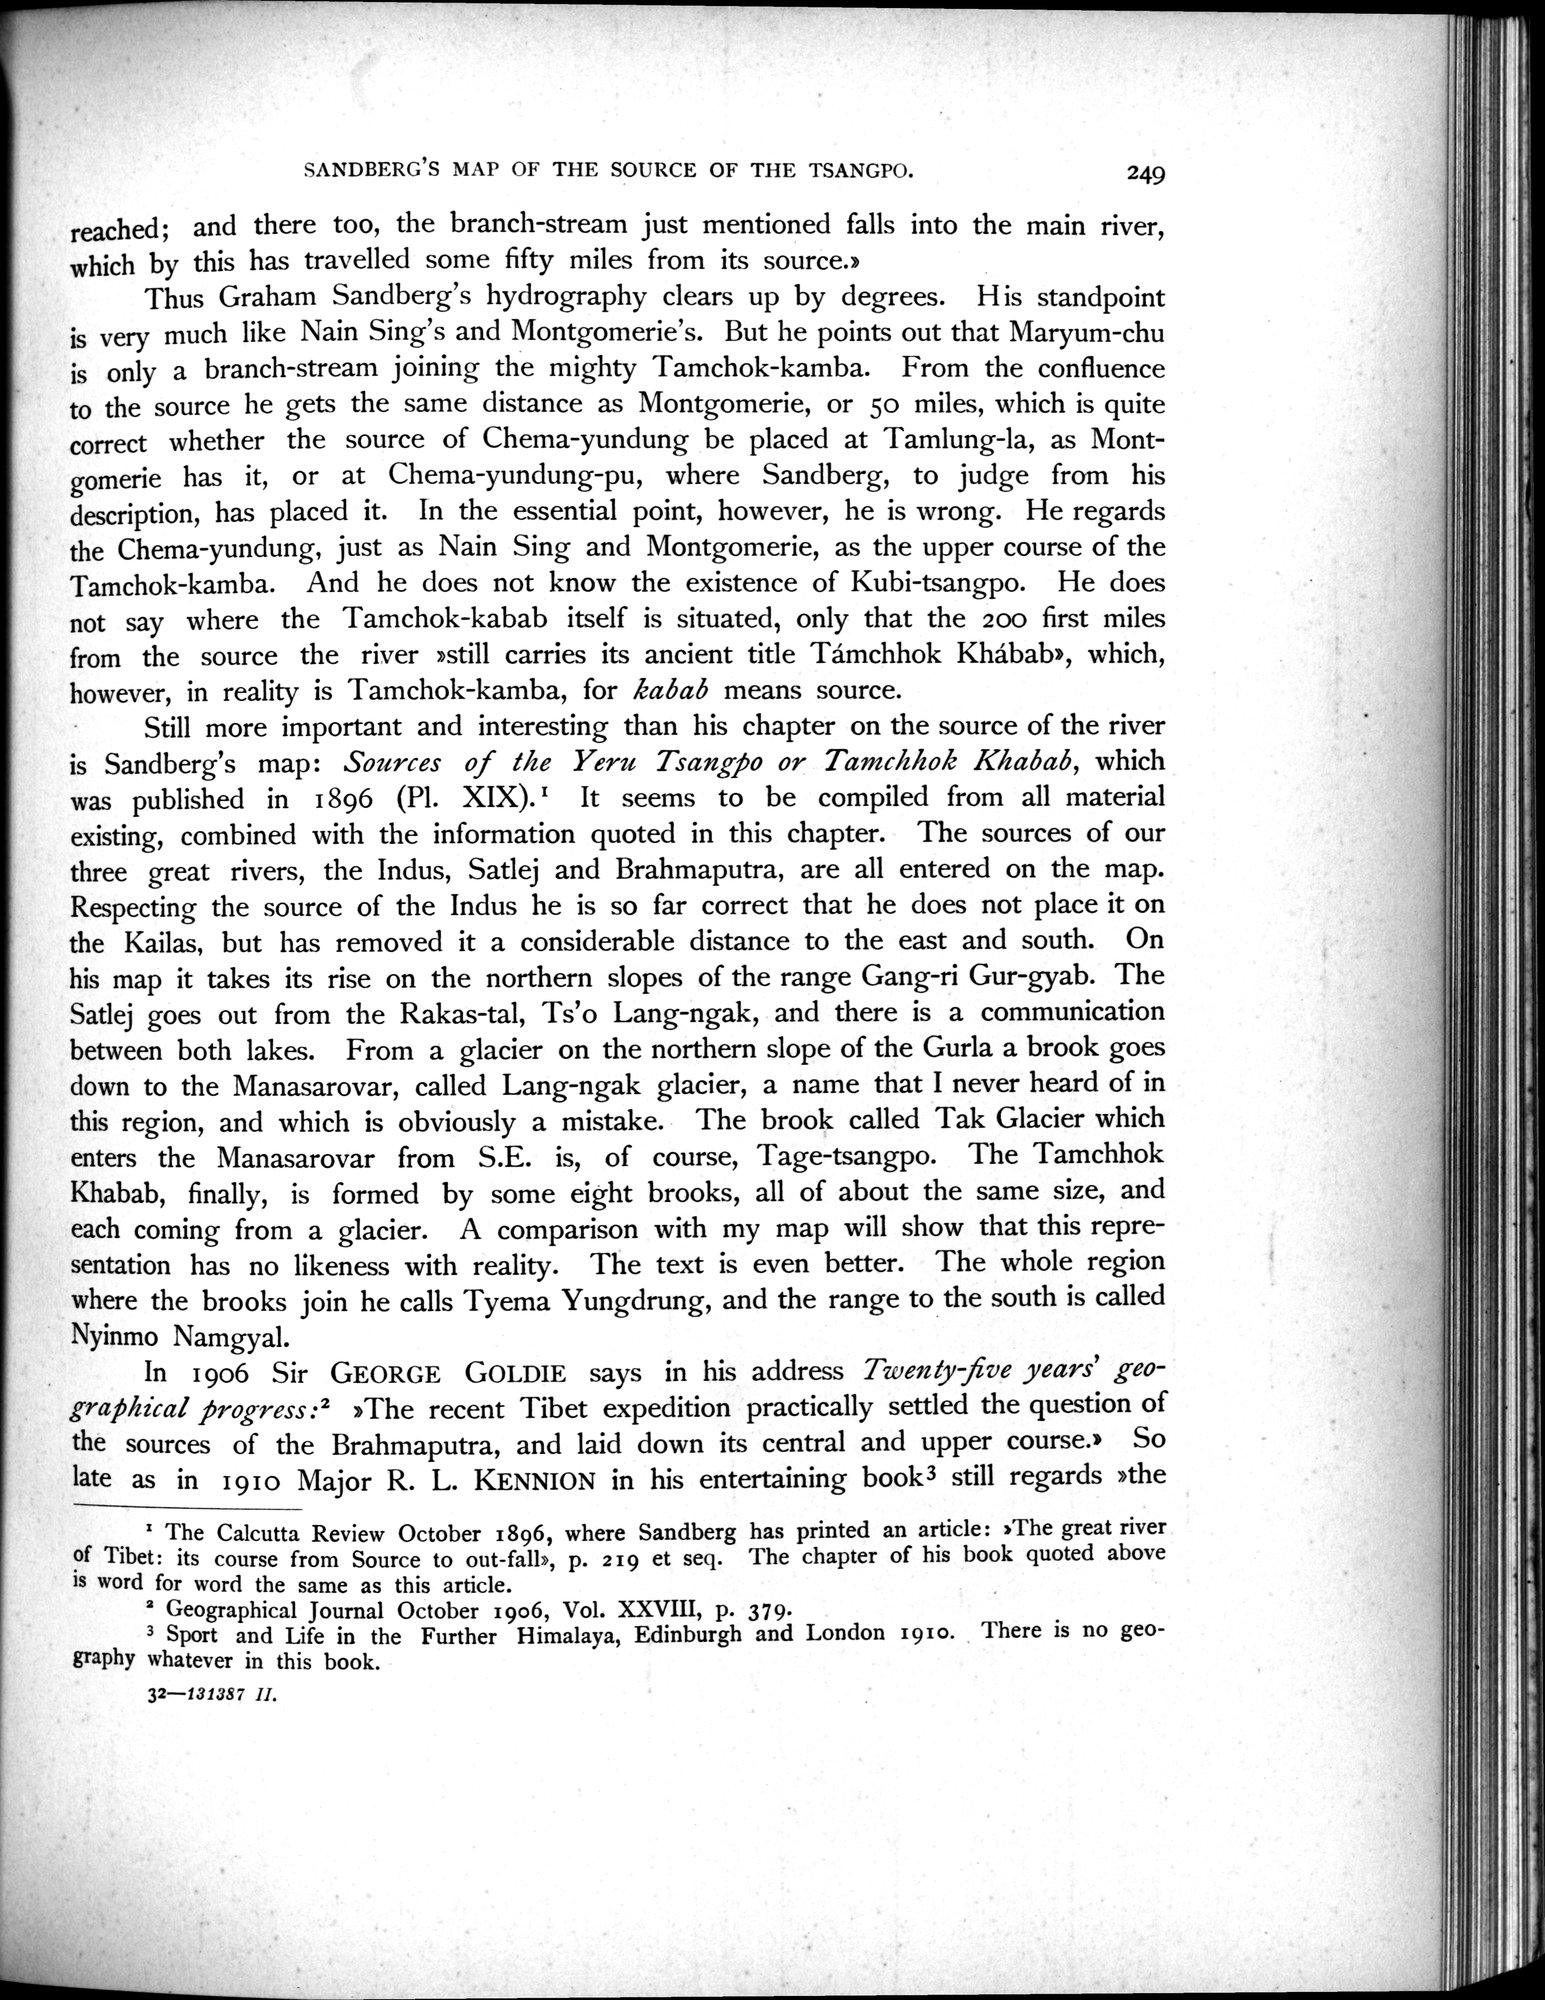 SANDBERG'S MAP OF THE SOURCE OF THE TSANGPO. 249
reached; and there too, the branch-stream just mentioned falls into the main river,
which by this has travelled some fifty miles from its source.»
Thus Graham Sandberg's hydrography clears up by degrees. His standpoint
is very much like Nain Sing's and Montgomerie's. But he points out that Maryum-chu
is only a branch-stream joining the mighty Tamchok-kamba. From the confluence
to the source he gets the same distance as Montgomerie, or 50 miles, which is quite
correct whether the source of Chema-yundung be placed at Tamlung-la, as Mont-
gomerie has it, or at Chema-yundung-pu, where Sandberg, to judge from his
description, has placed it. In the essential point, however, he is wrong. He regards
the Chema-yundung, just as Nain Sing and Montgomerie, as the upper course of the
Tamchok-kamba. And he does not know the existence of Kubi-tsangpo. He does
not say where the Tamchok-kabab itself is situated, only that the 200 first miles
from the source the river »still carries its ancient title Támchhok Khábab», which,
however, in reality is Tamchok-kamba, for kabab means source.
Still more important and interesting than his chapter on the source of the river
is Sandberg's map: Sources of the Yeru Tsangpo or Tamchhok Khabab, which
was published in 1896 (Pl. XIX).¹ It seems to be compiled from all material
existing, combined with the information quoted in this chapter. The sources of our
three great rivers, the Indus, Satlej and Brahmaputra, are all entered on the map.
Respecting the source of the Indus he is so far correct that he does not place it on
the Kailas, but has removed it a considerable distance to the east and south. On
his map it takes its rise on the northern slopes of the range Gang-ri Gur-gyab. The
Satlej goes out from the Rakas-tal, Ts'o Lang-ngak, and there is a communication
between both lakes. From a glacier on the northern slope of the Gurla a brook goes
down to the Manasarovar, called Lang-ngak glacier, a name that I never heard of in
this region, and which is obviously a mistake. The brook called Tak Glacier which
enters the Manasarovar from S.E. is, of course, Tage-tsangpo. The Tamchhok
Khabab, finally, is formed by some eight brooks, all of about the same size, and
each coming from a glacier. A comparison with my map will show that this repre-
sentation has no likeness with reality. The text is even better. The whole region
where the brooks join he calls Tyema Yungdrung, and the range to the south is called
Nyinmo Namgyal.
In 1906 Sir GEORGE GOLDIE says in his address Twenty-five years' geo-
graphical progress:² »The recent Tibet expedition practically settled the question of
the sources of the Brahmaputra, and laid down its central and upper course.» So
late as in 1910 Major R. L. KENNION in his entertaining book³ still regards »the
¹ The Calcutta Review October 1896, where Sandberg has printed an article: »The great river
of Tibet: its course from Source to out-fall», p. 219 et seq. The chapter of his book quoted above
is word for word the same as this article.
² Geographical Journal October 1906, Vol. XXVIII, p. 379.
³ Sport and Life in the Further Himalaya, Edinburgh and London 1910. There is no geo-
graphy whatever in this book.
32—131387 II.